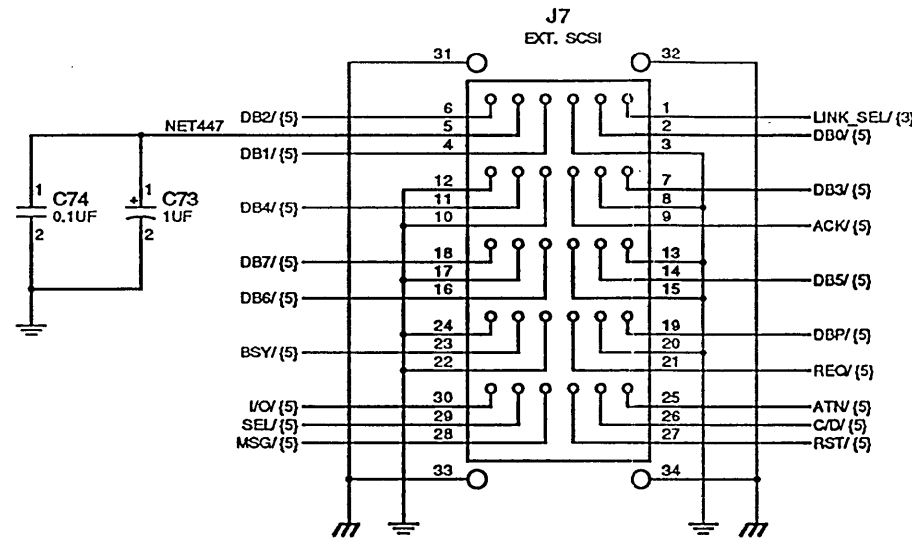 J7
EXT. SCSI
31
32
DB2/ {5}
6
1
LINK_SEL/ {3}
NET447
5
2
DB0/ {5}
DB1/ {5}
4
3
12
7
DB3/ {5}
DB4/ {5}
11
8
10
9
ACK/ {5}
1
C74
0.1UF
2
+
1
C73
1UF
2
DB7/ {5}
18
13
17
14
DB5/ {5}
DB6/ {5}
16
15
24
19
DBP/ {5}
BSY/ {5}
23
20
22
21
REQ/ {5}
I/O/ {5}
30
25
ATN/ {5}
SEL/ {5}
29
26
C/D/ {5}
MSG/ {5}
28
27
RST/ {5}
33
34